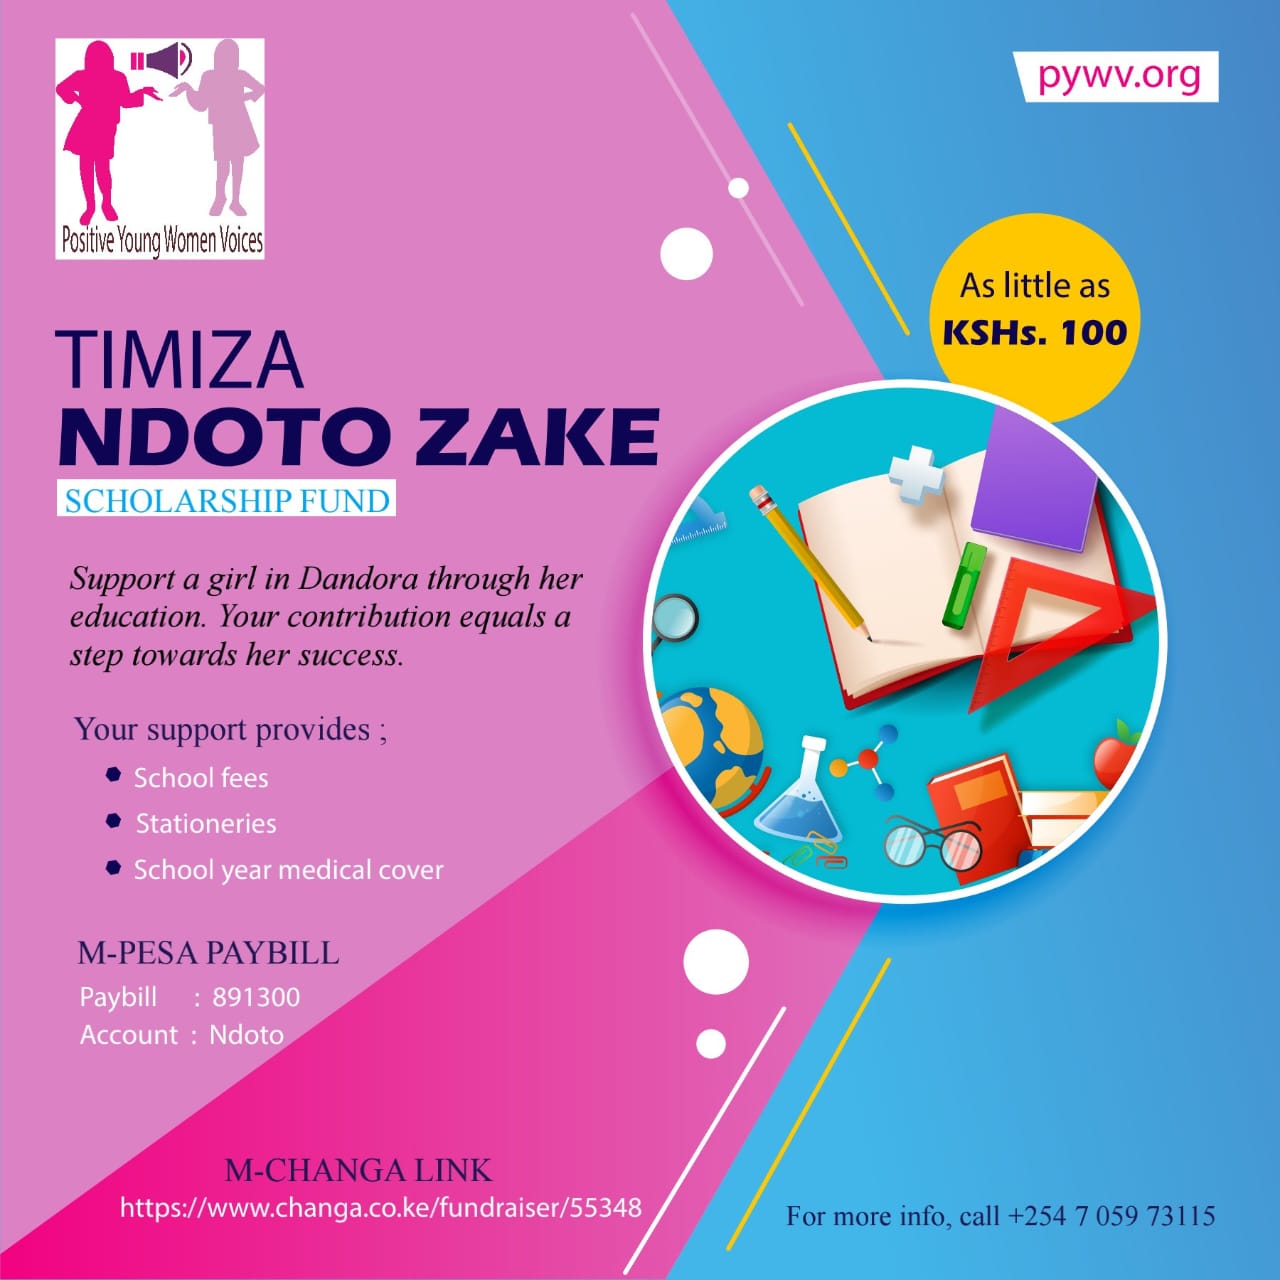 Positive Young Women Voices
pywv.org
As little as
KSHs. 100
TIMIZA
NDOTO ZAKE
SCHOLARSHIP FUND
Support a girl in Dandora through her
education. Your contribution equals a
step towards her success.
Your support provides ;
School fees
Stationeries
School year medical cover
M-PESA PAYBILL
Paybill : 891300
Account : Ndoto
M-CHANGA LINK
https://www.changa.co.ke/fundraiser/55348
For more info, call +254 7 059 73115